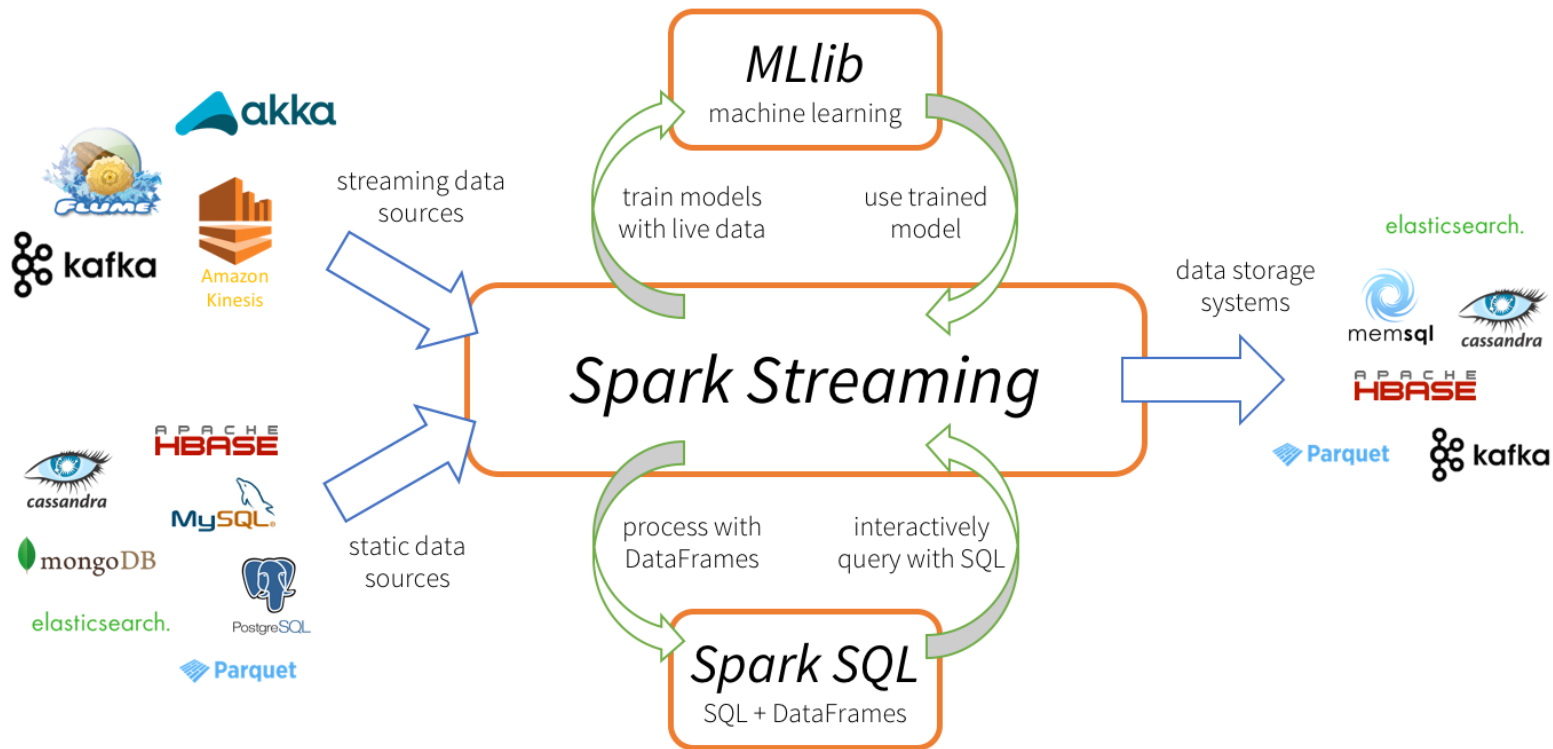 MLlib
machine learning
akka
FLUME
kafka
Amazon
Kinesis
streaming data
sources
train models
with live data
use trained
model
Spark Streaming
data storage
systems
elasticsearch.
memsql
cassandra
APACHE
HBASE
Parquet
kafka
APACHE
HBASE
cassandra
MySQL®
mongoDB
PostgreSQL
elasticsearch.
Parquet
static data
sources
process with
DataFrames
interactively
query with SQL
Spark SQL
SQL + DataFrames